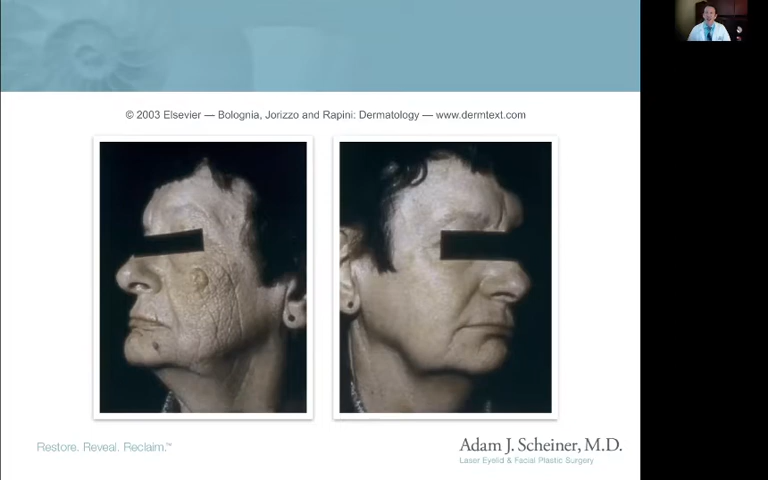 © 2003 Elsevier — Bolognia, Jorizzo and Rapini: Dermatology — www.dermtext.com
Restore. Reveal. Reclaim.™
Adam J. Scheiner, M.D.
Laser Eyelid & Facial Plastic Surgery